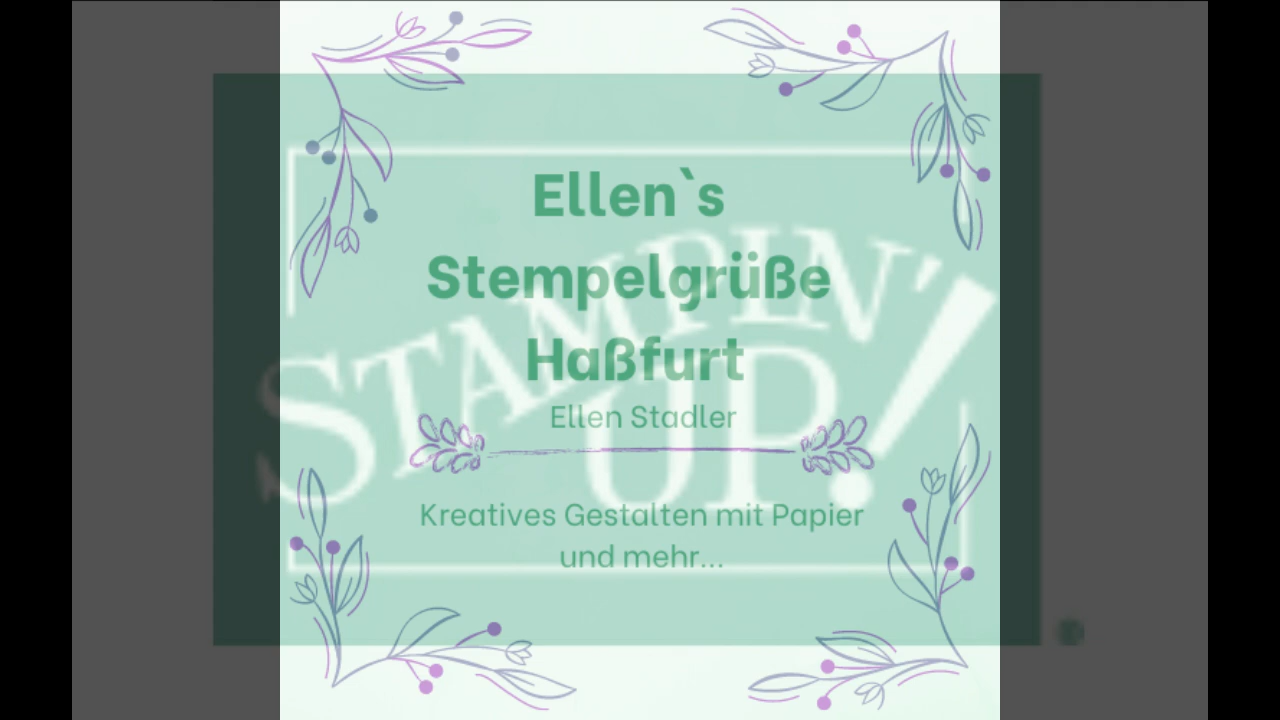 Ellen`s
Stempelgrüße
Haßfurt
Ellen Stadler
Kreatives Gestalten mit Papier
und mehr...
STAMPIN'
UP!